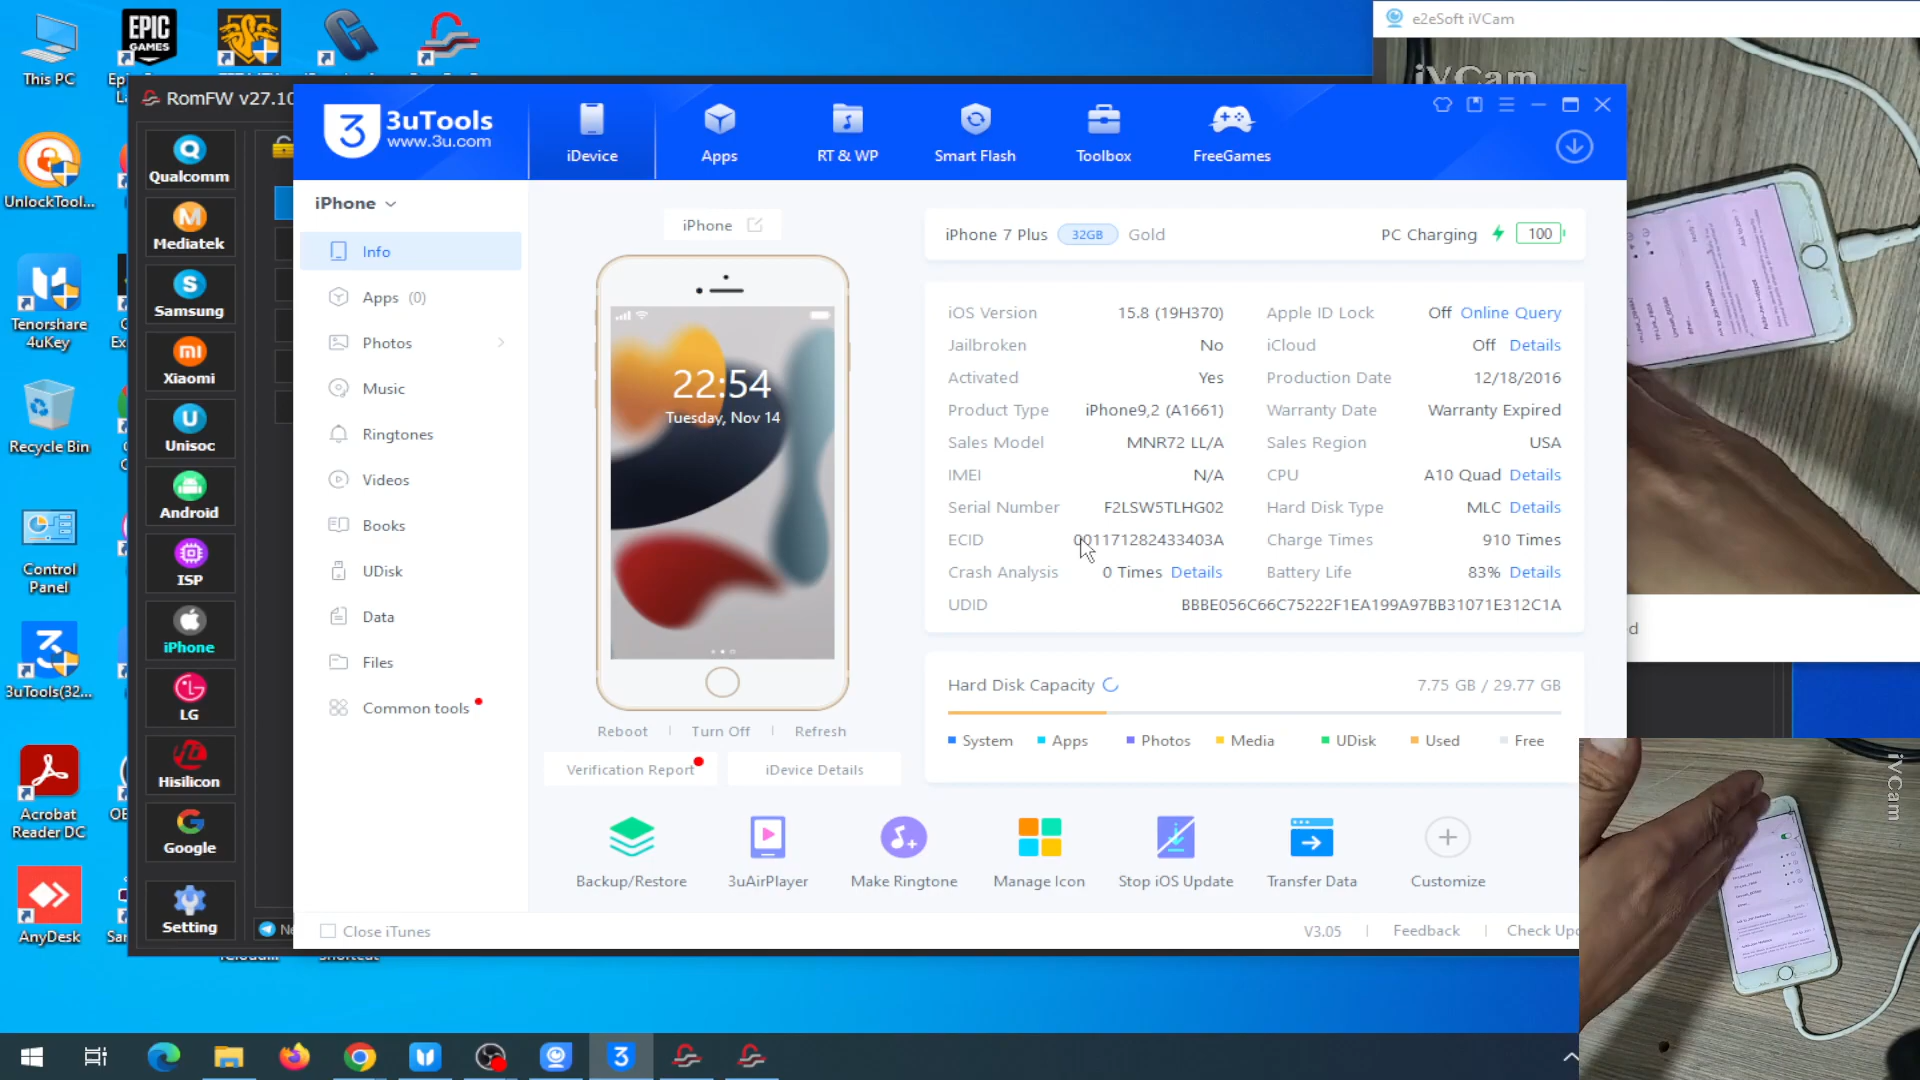 This PC
EPIC
GAMES
e2eSoft iVCam
iVCam
RomFW v27.10
3uTools
www.3u.com
iDevice
Apps
RT & WP
Smart Flash
Toolbox
FreeGames
UnlockTool...
Tenorshare
4uKey
Recycle Bin
Control
Panel
3uTools(32...
Acrobat
Reader DC
AnyDesk
Qualcomm
Mediatek
Samsung
Xiaomi
Unisoc
Android
ISP
iPhone
LG
Hisilicon
Google
Setting
iPhone
Info
Apps (0)
Photos
Music
Ringtones
Videos
Books
UDisk
Data
Files
Common tools
iPhone
22:54
Tuesday, Nov 14
Reboot
Turn Off
Refresh
Verification Report
iDevice Details
iPhone 7 Plus 32GB Gold
PC Charging 100
iOS Version 15.8 (19H370) Apple ID Lock Off Online Query
Jailbroken No iCloud Off Details
Activated Yes Production Date 12/18/2016
Product Type iPhone9,2 (A1661) Warranty Date Warranty Expired
Sales Model MNR72 LL/A Sales Region USA
IMEI N/A CPU A10 Quad Details
Serial Number F2LSW5TLHG02 Hard Disk Type MLC Details
ECID 001171282433403A Charge Times 910 Times
Crash Analysis 0 Times Details Battery Life 83% Details
UDID BBBE056C66C75222F1EA199A97BB31071E312C1A
Hard Disk Capacity 7.75 GB / 29.77 GB
System Apps Photos Media UDisk Used Free
Backup/Restore
3uAirPlayer
Make Ringtone
Manage Icon
Stop iOS Update
Transfer Data
Customize
Close iTunes
V3.05
Feedback
iVCam